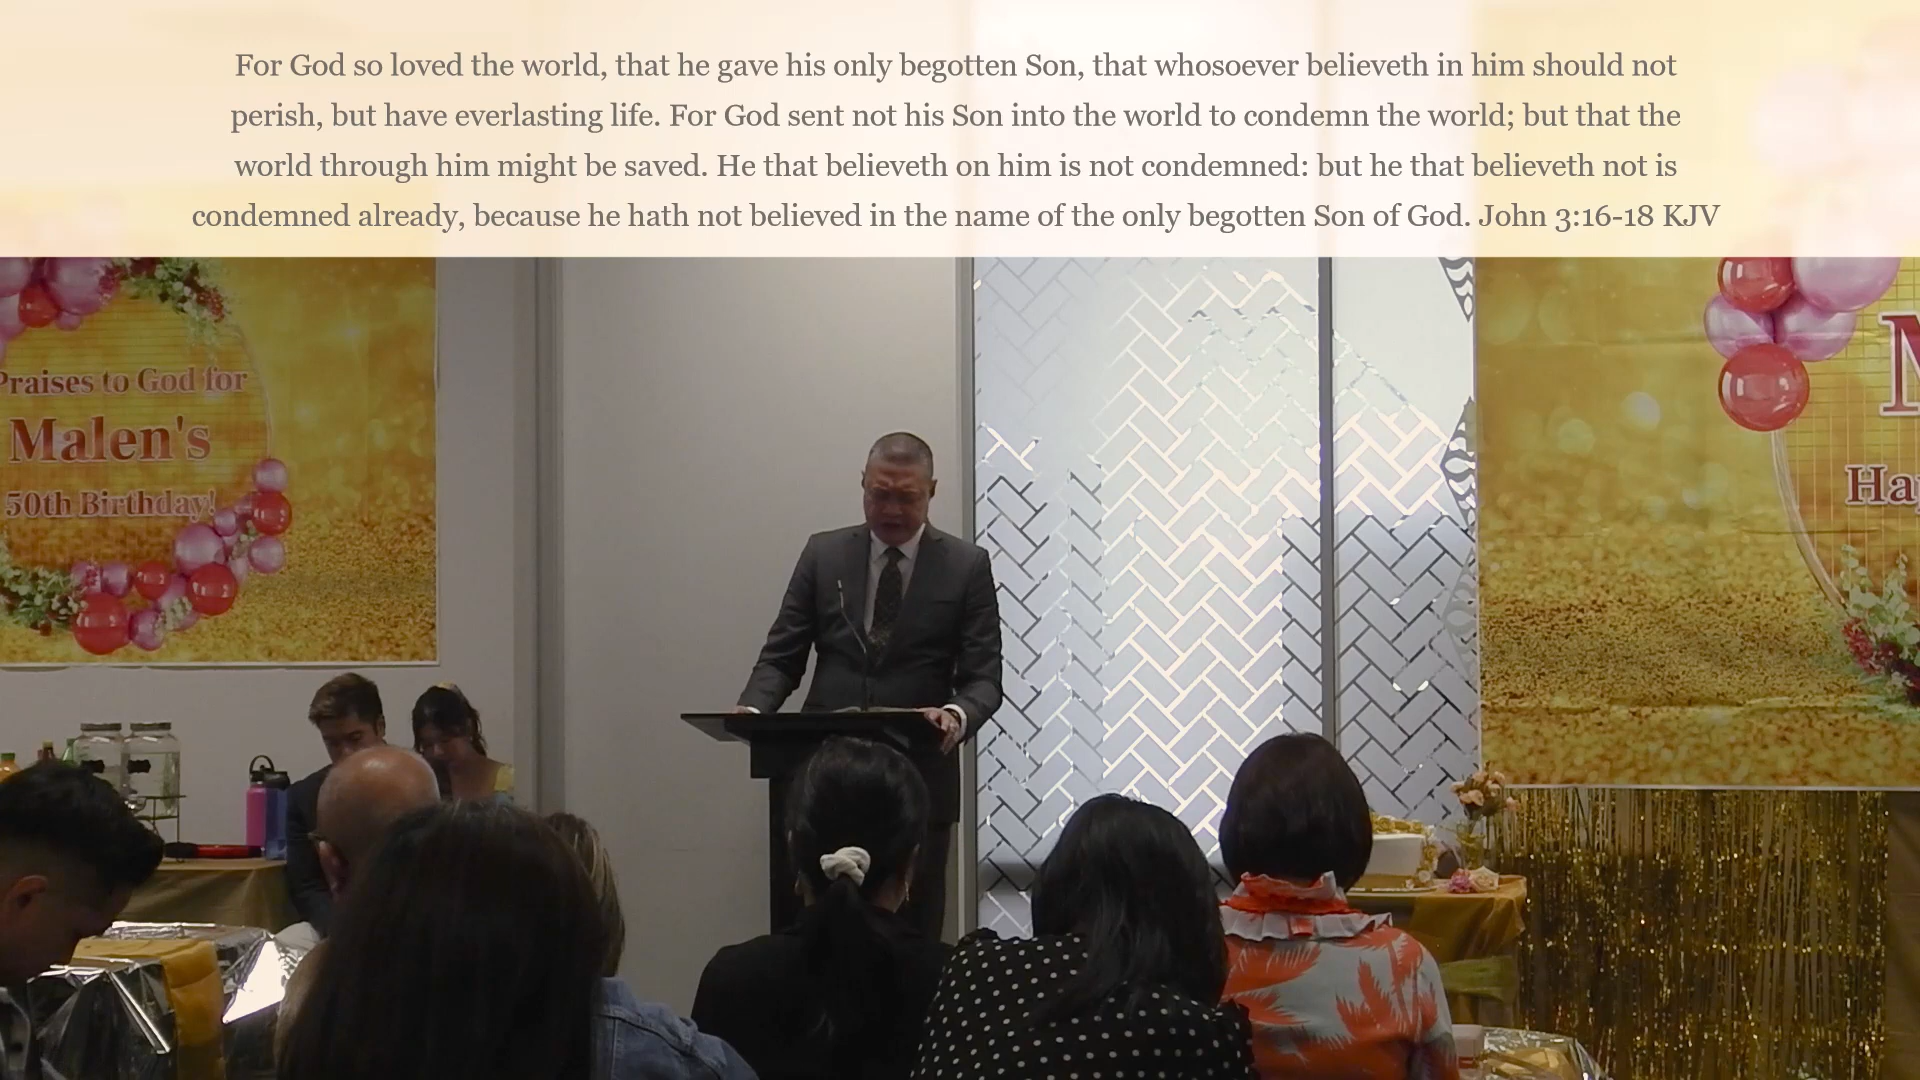 For God so loved the world, that he gave his only begotten Son, that whosoever believeth in him should not
perish, but have everlasting life. For God sent not his Son into the world to condemn the world; but that the
world through him might be saved. He that believeth on him is not condemned: but he that believeth not is
condemned already, because he hath not believed in the name of the only begotten Son of God. John 3:16-18 KJV
Praises to God for
Malen's
50th Birthday!